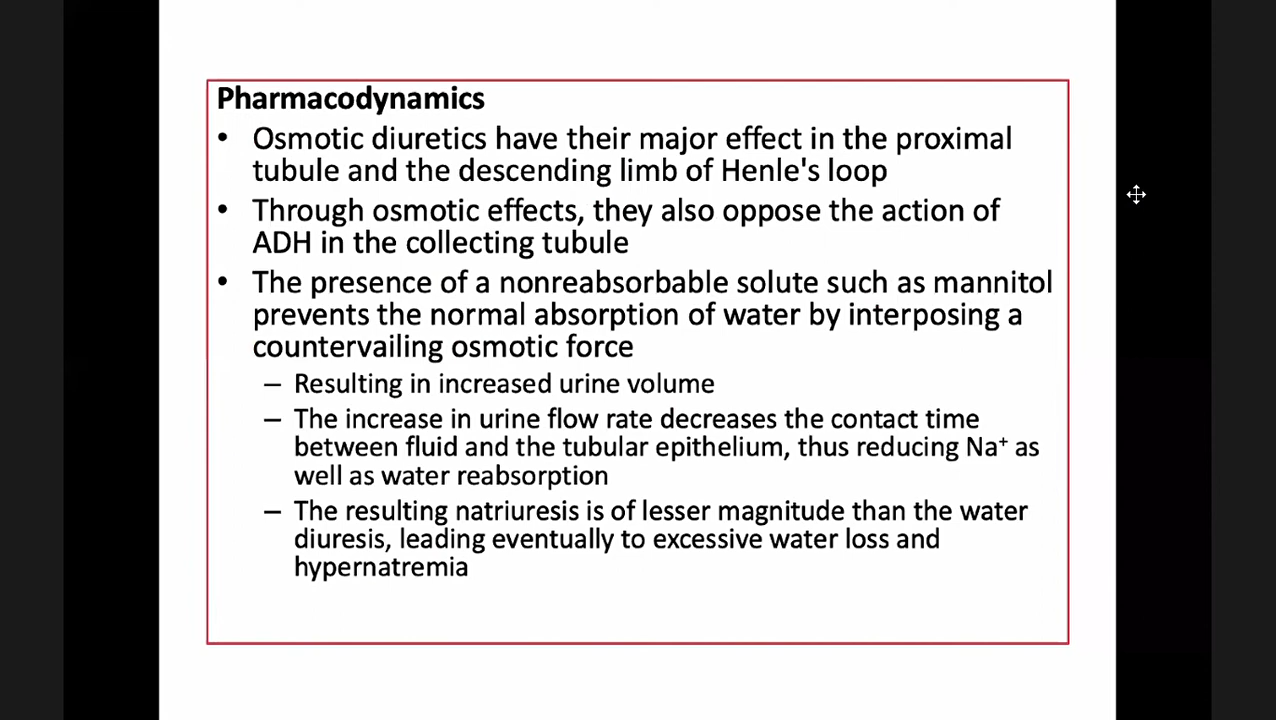 Pharmacodynamics
• Osmotic diuretics have their major effect in the proximal
tubule and the descending limb of Henle's loop
• Through osmotic effects, they also oppose the action of
ADH in the collecting tubule
• The presence of a nonreabsorbable solute such as mannitol
prevents the normal absorption of water by interposing a
countervailing osmotic force
– Resulting in increased urine volume
– The increase in urine flow rate decreases the contact time
between fluid and the tubular epithelium, thus reducing Na⁺ as
well as water reabsorption
– The resulting natriuresis is of lesser magnitude than the water
diuresis, leading eventually to excessive water loss and
hypernatremia